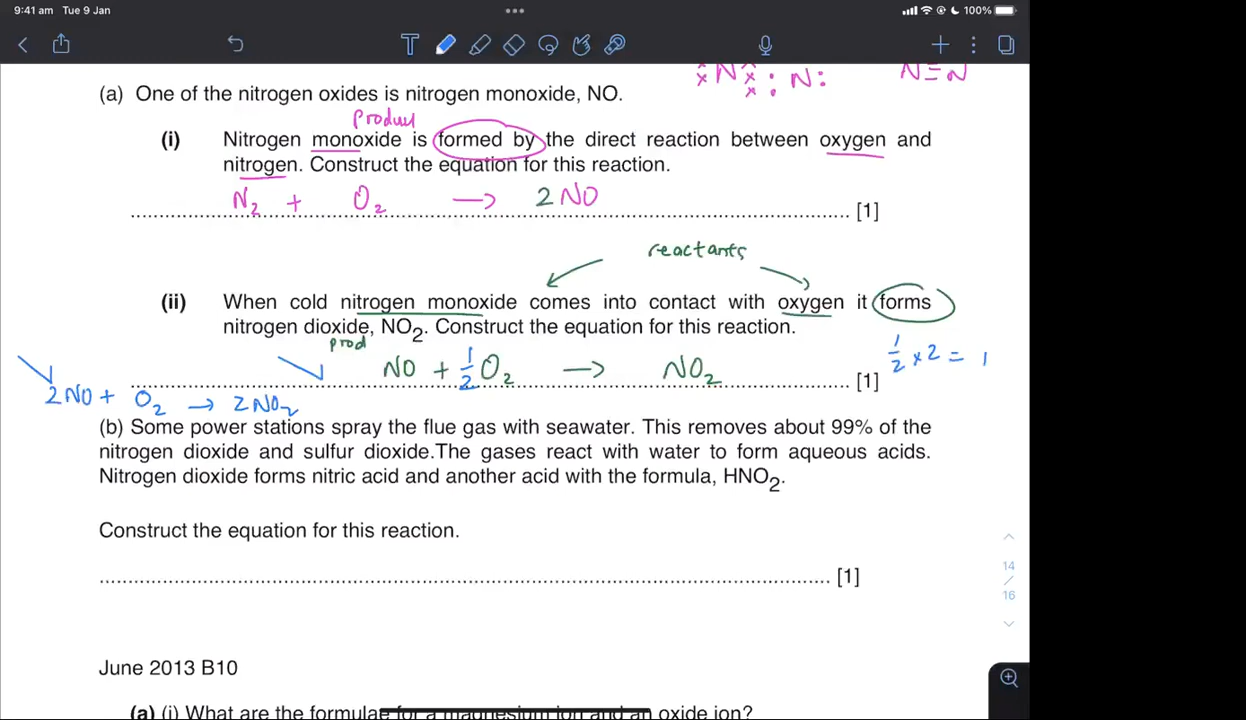 9:41 am Tue 9 Jan
100%
T
N N: N≡N
(a) One of the nitrogen oxides is nitrogen monoxide, NO.
product
(i) Nitrogen monoxide is formed by the direct reaction between oxygen and
nitrogen. Construct the equation for this reaction.
N2 + O2 → 2NO
[1]
reactants
(ii) When cold nitrogen monoxide comes into contact with oxygen it forms
nitrogen dioxide, NO2. Construct the equation for this reaction.
prod
1/2 × 2 = 1
NO + 1/2 O2 → NO2
[1]
2NO + O2 → 2NO2
(b) Some power stations spray the flue gas with seawater. This removes about 99% of the
nitrogen dioxide and sulfur dioxide.The gases react with water to form aqueous acids.
Nitrogen dioxide forms nitric acid and another acid with the formula, HNO2.
Construct the equation for this reaction.
[1]
14
/
16
June 2013 B10
(a) (i) What are the formulae for a magnesium ion and an oxide ion?